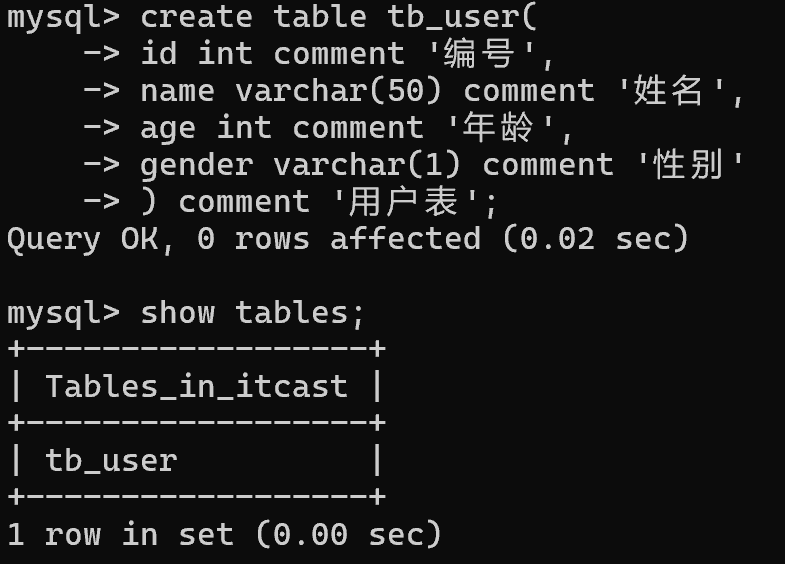 mysql> create table tb_user(
    -> id int comment '编号',
    -> name varchar(50) comment '姓名',
    -> age int comment '年龄',
    -> gender varchar(1) comment '性别'
    -> ) comment '用户表';
Query OK, 0 rows affected (0.02 sec)
mysql> show tables;
+------------------+
| Tables_in_itcast |
+------------------+
| tb_user          |
+------------------+
1 row in set (0.00 sec)